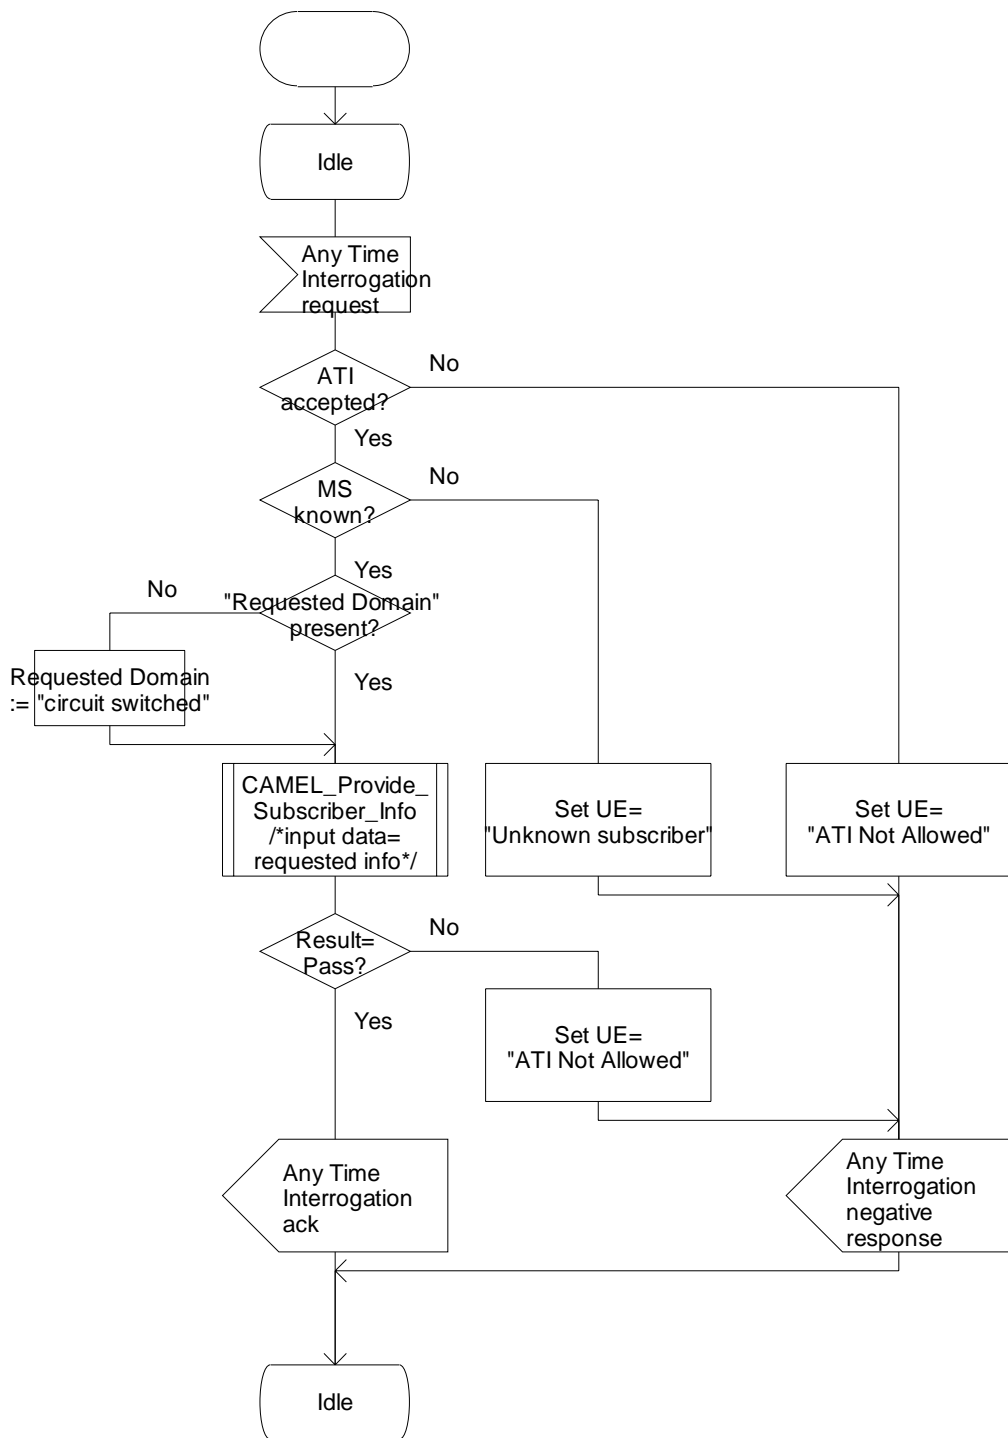 Idle
Any Time
Interrogation
request
ATI
accepted?
No
Yes
MS
known?
No
Yes
"Requested Domain"
present?
No
Yes
Requested Domain
:= "circuit switched"
CAMEL_Provide_
Subscriber_Info
/*input data=
requested info*/
Set UE=
"Unknown subscriber"
Set UE=
"ATI Not Allowed"
Result=
Pass?
No
Yes
Set UE=
"ATI Not Allowed"
Any Time
Interrogation
ack
Any Time
Interrogation
negative
response
Idle